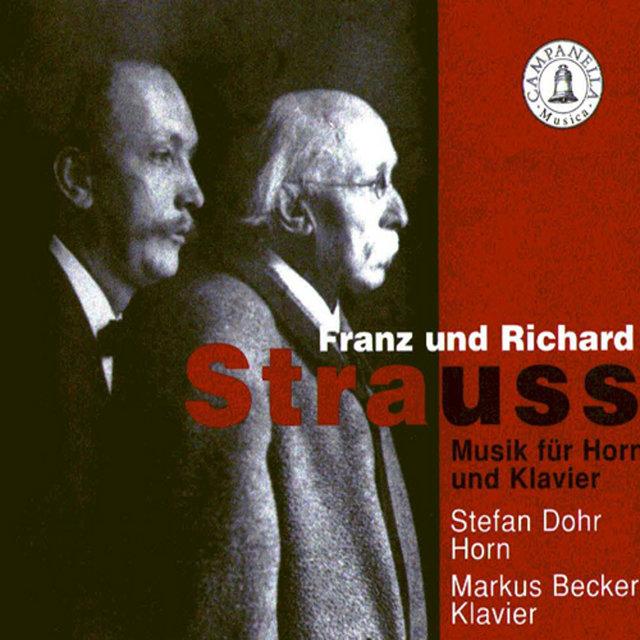 CAMPANELLA
Musica
Franz und Richard
Strauss
Musik für Horn
und Klavier
Stefan Dohr
Horn
Markus Becker
Klavier